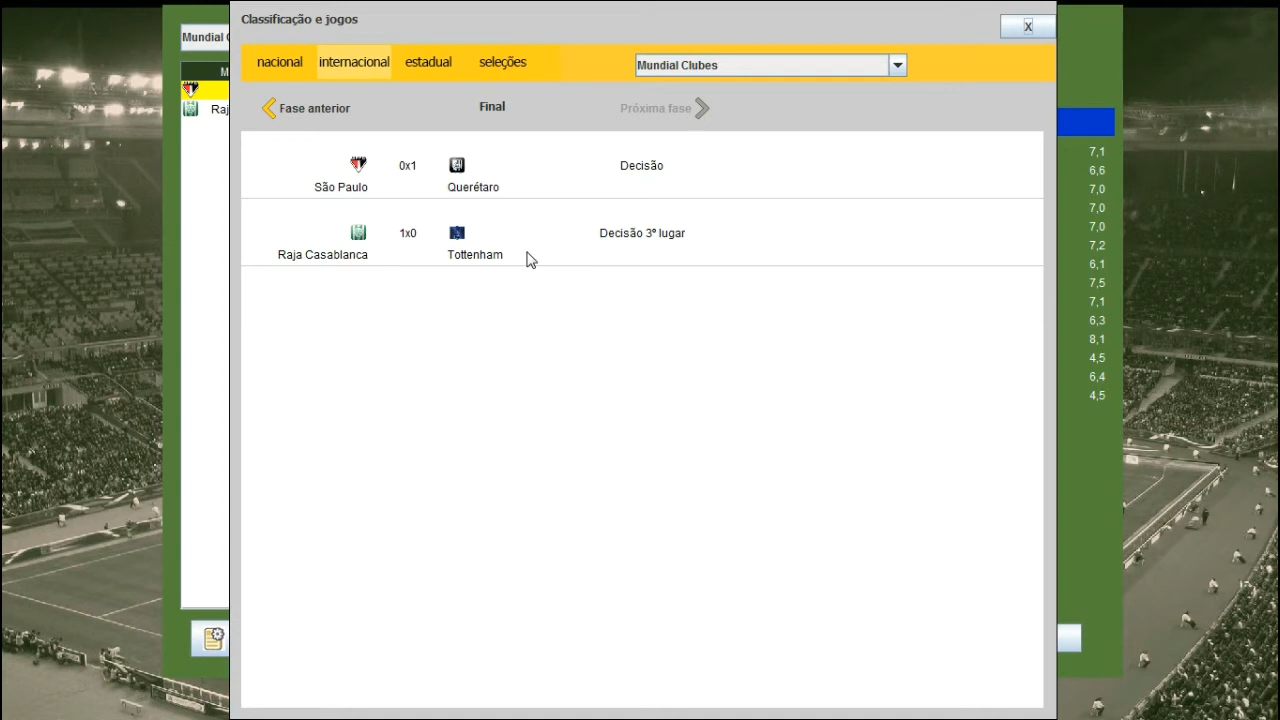 Classificação e jogos
X
Mundial C
nacional internacional estadual seleções Mundial Clubes
Fase anterior Final Próxima fase
M
Raj
São Paulo 0x1 Querétaro Decisão
Raja Casablanca 1x0 Tottenham Decisão 3º lugar
7,1
6,6
7,0
7,0
7,0
7,2
6,1
7,5
7,1
6,3
8,1
4,5
6,4
4,5